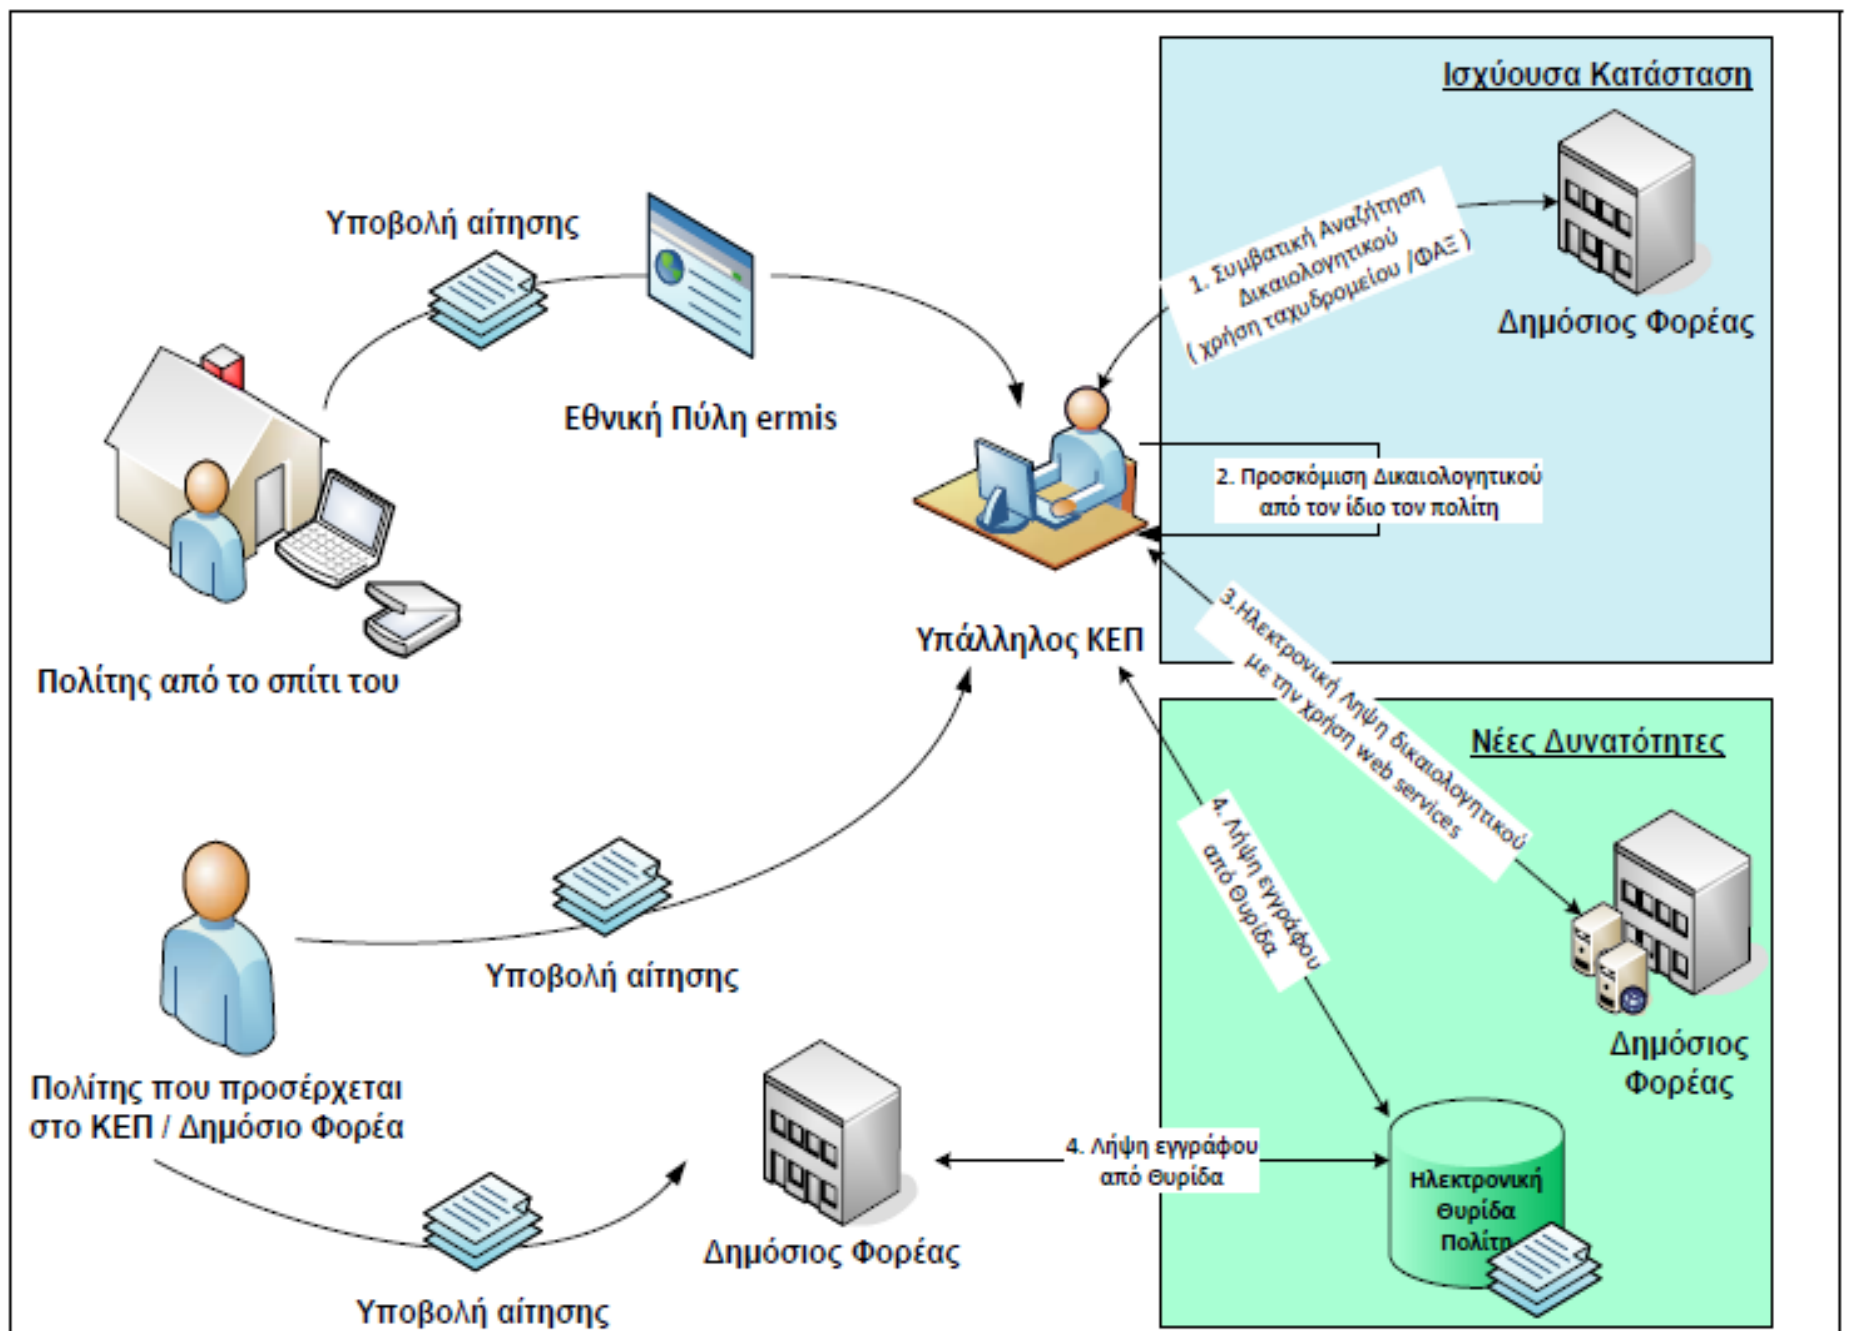 Ισχύουσα Κατάσταση
Υποβολή αίτησης
1. Συμβατική Αναζήτηση
Δικαιολογητικού
( χρήση ταχυδρομείου /ΦΑΞ )
Δημόσιος Φορέας
Εθνική Πύλη ermis
2. Προσκόμιση Δικαιολογητικού
από τον ίδιο τον πολίτη
Υπάλληλος ΚΕΠ
Πολίτης από το σπίτι του
3.Ηλεκτρονική Ληψη δικαιολογητικού
με την χρήση web services
Νέες Δυνατότητες
4. Λήψη εγγράφου
από Θυρίδα
Υποβολή αίτησης
Δημόσιος
Φορέας
Πολίτης που προσέρχεται
στο ΚΕΠ / Δημόσιο Φορέα
4. Λήψη εγγράφου
από Θυρίδα
Ηλεκτρονική
Θυρίδα
Πολίτη
Δημόσιος Φορέας
Υποβολή αίτησης